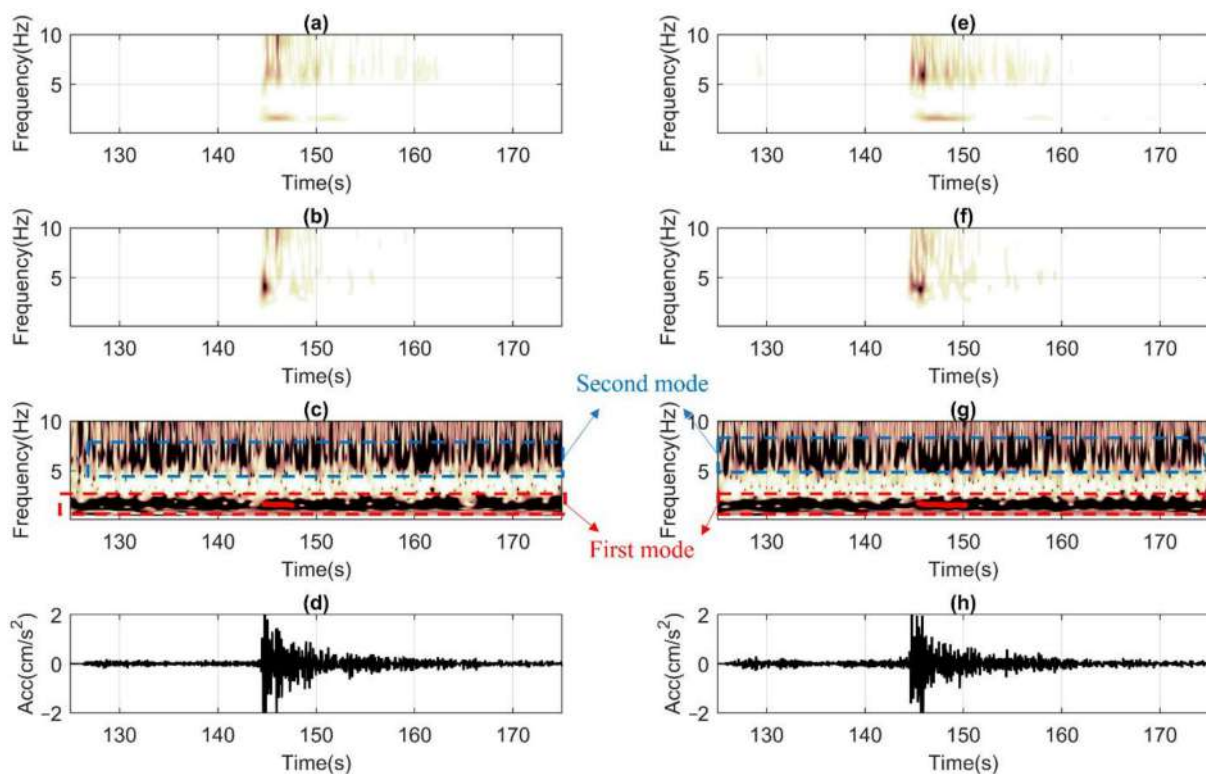 (a)
Frequency(Hz)
10
5
130 140 150 160 170
Time(s)
(e)
Frequency(Hz)
10
5
130 140 150 160 170
Time(s)
(b)
Frequency(Hz)
10
5
130 140 150 160 170
Time(s)
(f)
Frequency(Hz)
10
5
130 140 150 160 170
Time(s)
Second mode
(c)
Frequency(Hz)
10
5
130 140 150 160 170
Time(s)
(g)
Frequency(Hz)
10
5
130 140 150 160 170
Time(s)
First mode
(d)
Acc(cm/s²)
2
0
-2
130 140 150 160 170
Time(s)
(h)
Acc(cm/s²)
2
0
-2
130 140 150 160 170
Time(s)